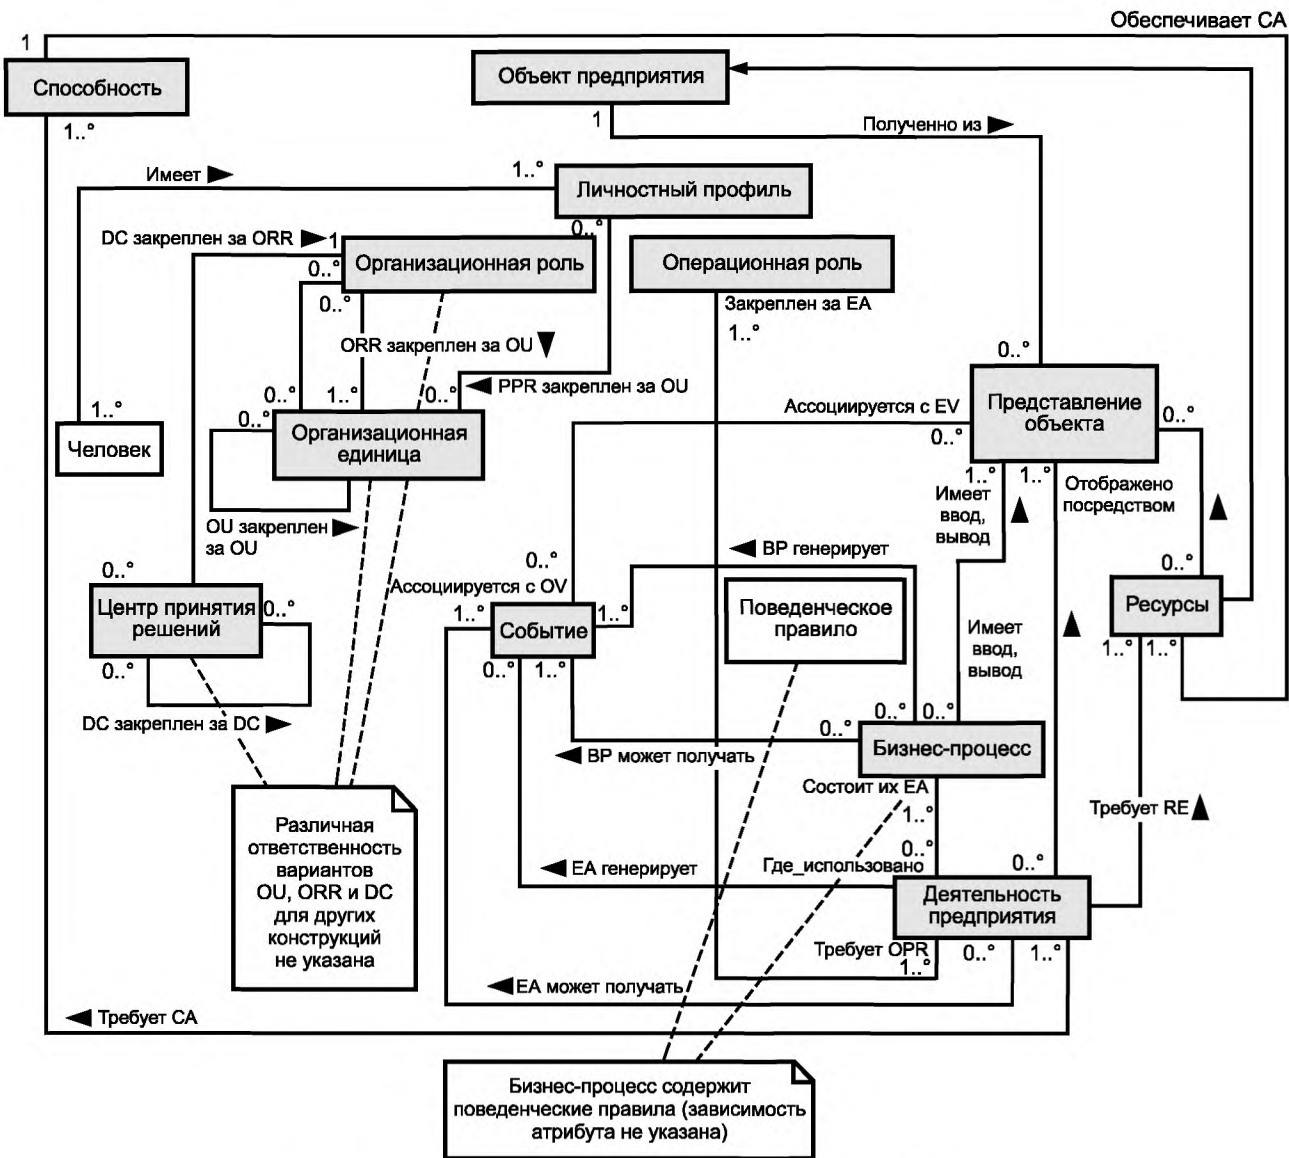 Обеспечивает CA
1
Способность
1..°
Объект предприятия
1
Полученно из
Имеет
1..°
Личностный профиль
0..°
DC закреплен за ORR
1
Организационная роль
0..°
0..°
Операционная роль
Закреплен за EA
1..°
ORR закреплен за OU
PPR закреплен за OU
0..°
1..°
0..°
0..°
Организационная
единица
1..°
Человек
OU закреплен
за OU
0..°
Представление
объекта
Ассоциируется с EV
0..°
0..°
1..°
1..°
Имеет
ввод,
вывод
Отображено
посредством
0..°
Ресурсы
1..°
1..°
BP генерирует
0..°
Ассоциируется с OV
1..°
Событие
1..°
0..°
1..°
Поведенческое
правило
Имеет
ввод,
вывод
0..°
Центр принятия
решений
0..°
0..°
DC закреплен за DC
0..°
0..°
0..°
Бизнес-процесс
BP может получать
Состоит их EA
1..°
Требует RE
0..°
Где_использовано
EA генерирует
0..°
Деятельность
предприятия
Требует OPR
1..°
0..°
1..°
EA может получать
Требует CA
Различная
ответственность
вариантов
OU, ORR и DC
для других
конструкций
не указана
Бизнес-процесс содержит
поведенческие правила (зависимость
атрибута не указана)